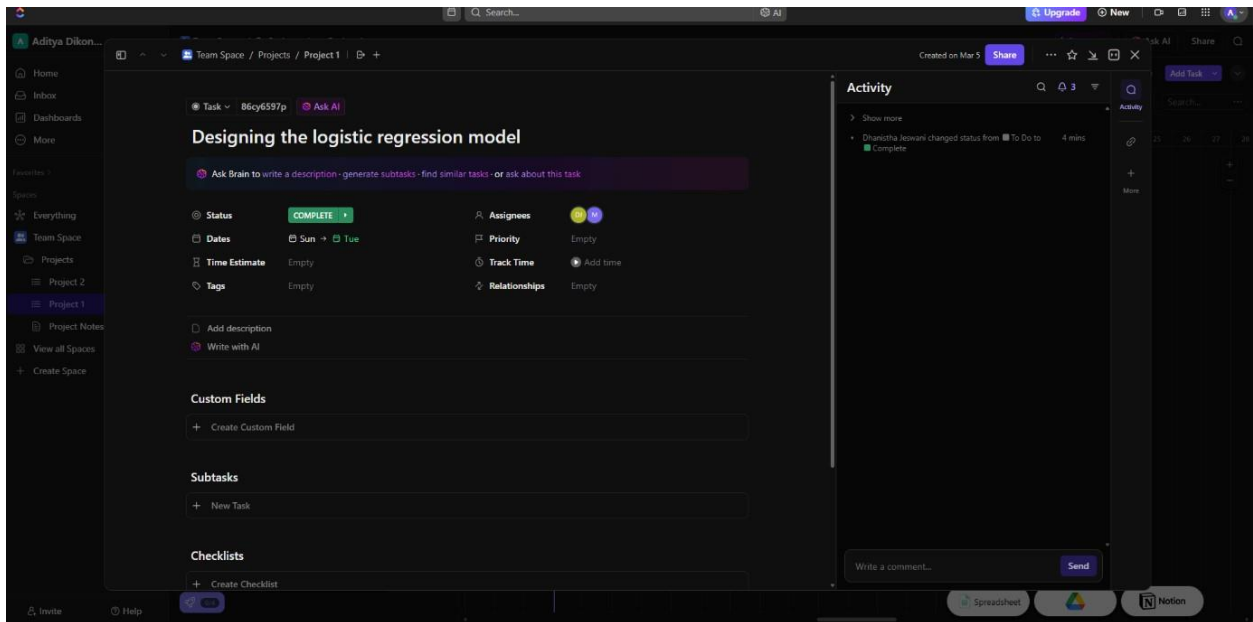 Search...
AI
Upgrade
New
Aditya Dikon...
Home
Inbox
Dashboards
More
Favorites
Spaces
Everything
Team Space
Projects
Project 2
Project 1
Project Notes
View all Spaces
Create Space
Invite
Help
Team Space / Projects / Project 1
Created on Mar 5
Share
Task
86cy6597p
Ask AI
Designing the logistic regression model
Ask Brain to write a description - generate subtasks - find similar tasks - or ask about this task
Status
COMPLETE
Assignees
DJ
M
Dates
Sun → Tue
Priority
Empty
Time Estimate
Empty
Track Time
Add time
Tags
Empty
Relationships
Empty
Add description
Write with AI
Custom Fields
+ Create Custom Field
Subtasks
+ New Task
Checklists
+ Create Checklist
Activity
3
Show more
Dhanistha Jeswani changed status from To Do to
Complete
4 mins
Write a comment...
Send
Activity
More
Ask AI
Share
Add Task
Search...
25 26 27
Spreadsheet
Notion